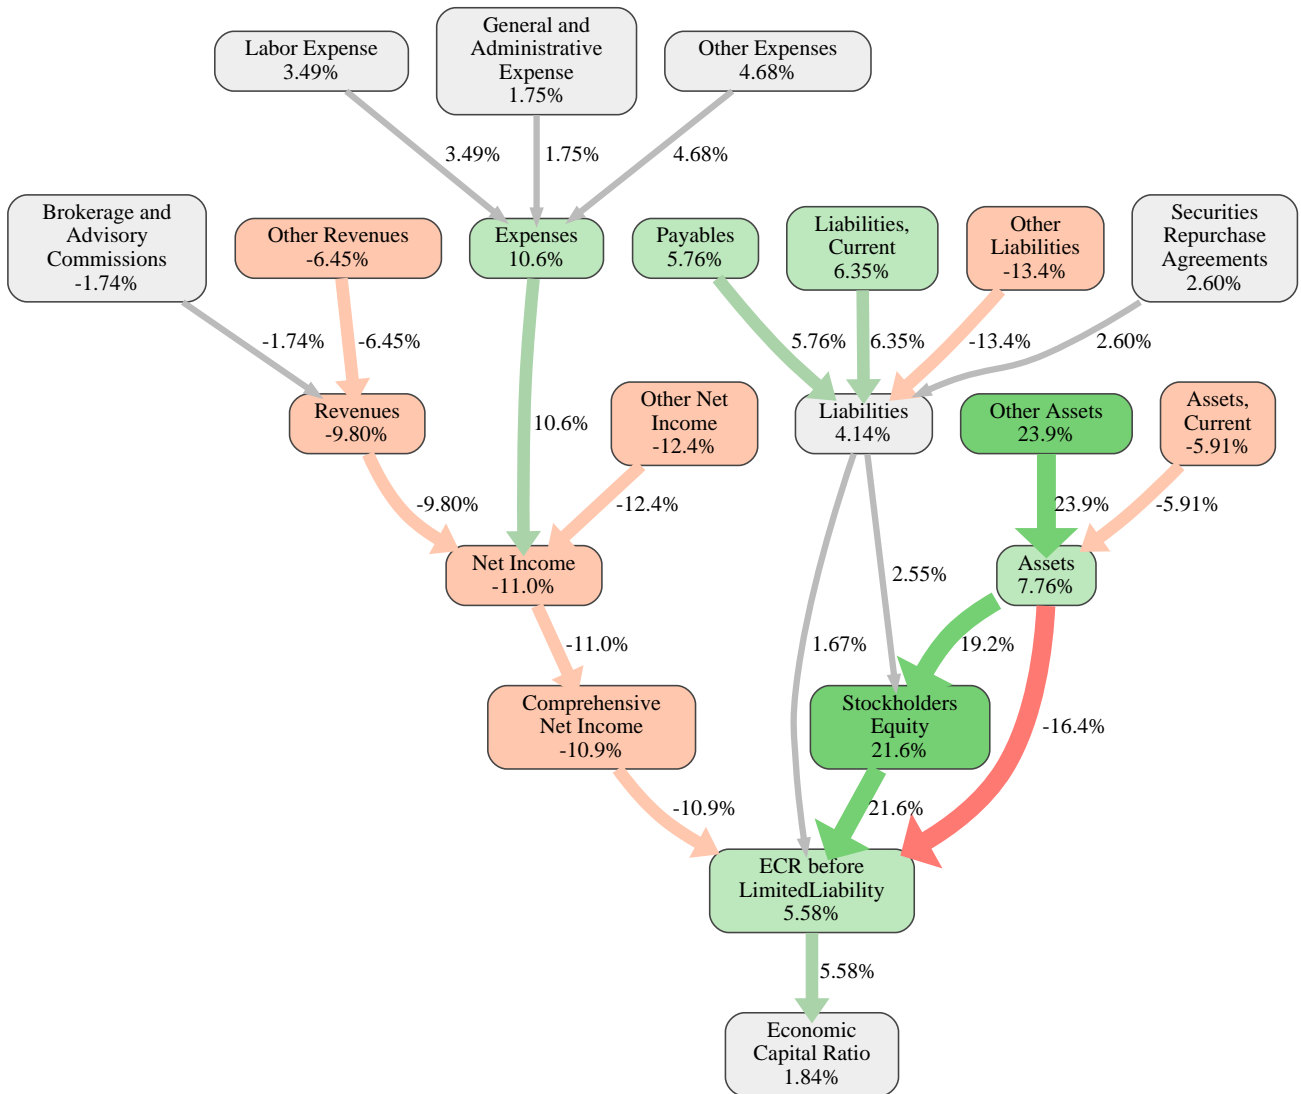 Labor Expense
3.49%
General and
Administrative
Expense
1.75%
Other Expenses
4.68%
3.49%
1.75%
4.68%
Brokerage and
Advisory
Commissions
-1.74%
Other Revenues
-6.45%
Expenses
10.6%
Payables
5.76%
Liabilities,
Current
6.35%
Other
Liabilities
-13.4%
Securities
Repurchase
Agreements
2.60%
-1.74%
-6.45%
5.76%
6.35%
-13.4%
2.60%
Revenues
-9.80%
10.6%
Other Net
Income
-12.4%
Liabilities
4.14%
Other Assets
23.9%
Assets,
Current
-5.91%
-9.80%
-12.4%
23.9%
-5.91%
Net Income
-11.0%
2.55%
Assets
7.76%
-11.0%
1.67%
19.2%
Comprehensive
Net Income
-10.9%
Stockholders
Equity
21.6%
-16.4%
-10.9%
21.6%
ECR before
LimitedLiability
5.58%
5.58%
Economic
Capital Ratio
1.84%